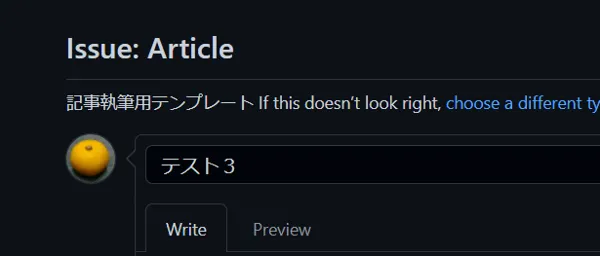 Issue: Article
記事執筆用テンプレート If this doesn’t look right, choose a different ty
テスト３
Write Preview